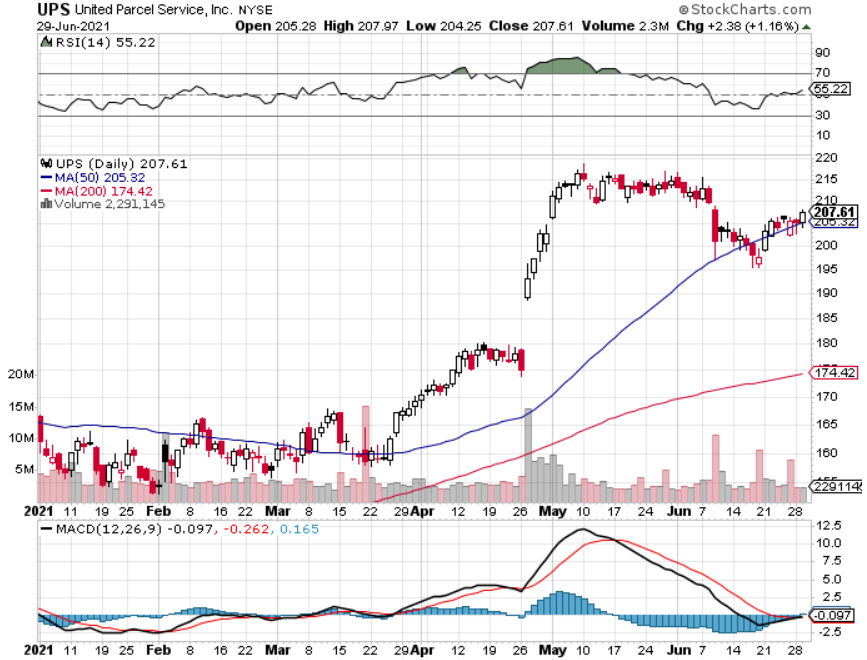 UPS United Parcel Service, Inc. NYSE © StockCharts.com
29-Jun-2021 Open 205.28 High 207.97 Low 204.25 Close 207.61 Volume 2.3M Chg +2.38 (+1.16%)
RSI(14) 55.22
90
70
55.22
30
10
UPS (Daily) 207.61
MA(50) 205.32
MA(200) 174.42
Volume 2,291,145
220
215
210
207.61
205.32
200
195
190
185
180
174.42
170
165
160
155
2291145
20M
15M
10M
5M
2021 11 19 25 Feb 8 16 22 Mar 8 15 22 29 Apr 12 19 26 May 10 17 24 Jun 7 14 21 28
MACD(12,26,9) -0.097, -0.262, 0.165
12.5
10.0
7.5
5.0
2.5
-0.097
-2.5
2021 11 19 25 Feb 8 16 22 Mar 8 15 22 29 Apr 12 19 26 May 10 17 24 Jun 7 14 21 28